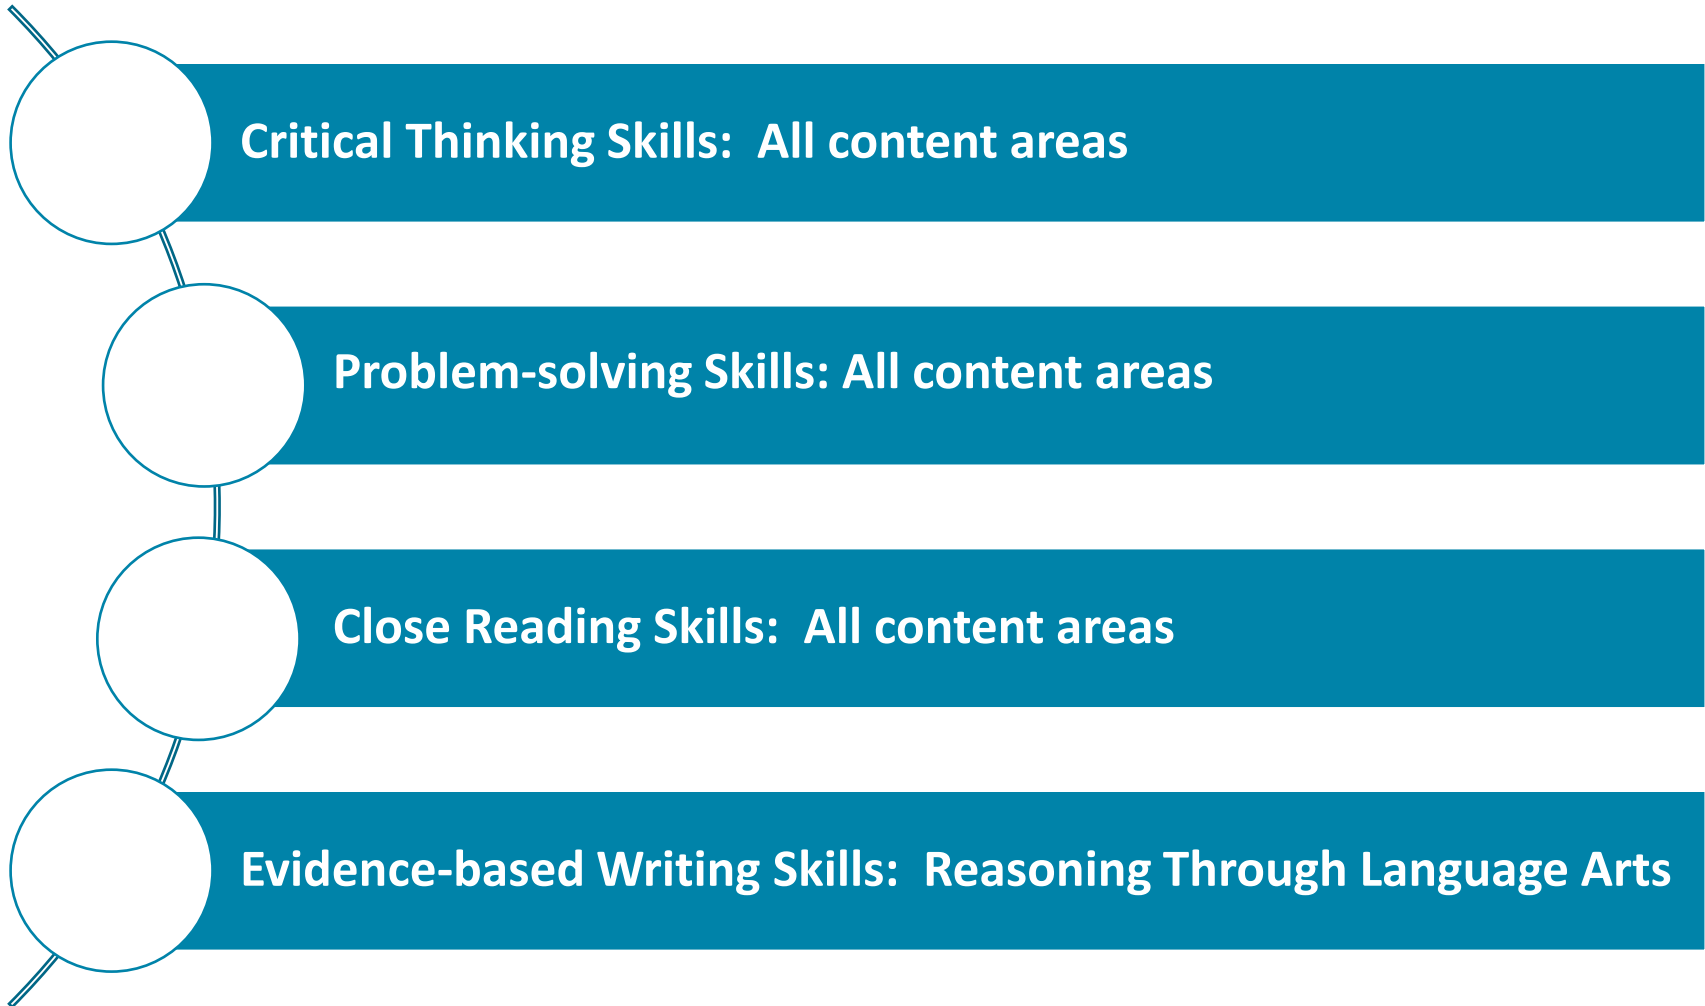 Critical Thinking Skills:  All content areas
Problem-solving Skills: All content areas
Close Reading Skills:  All content areas
Evidence-based Writing Skills:  Reasoning Through Language Arts